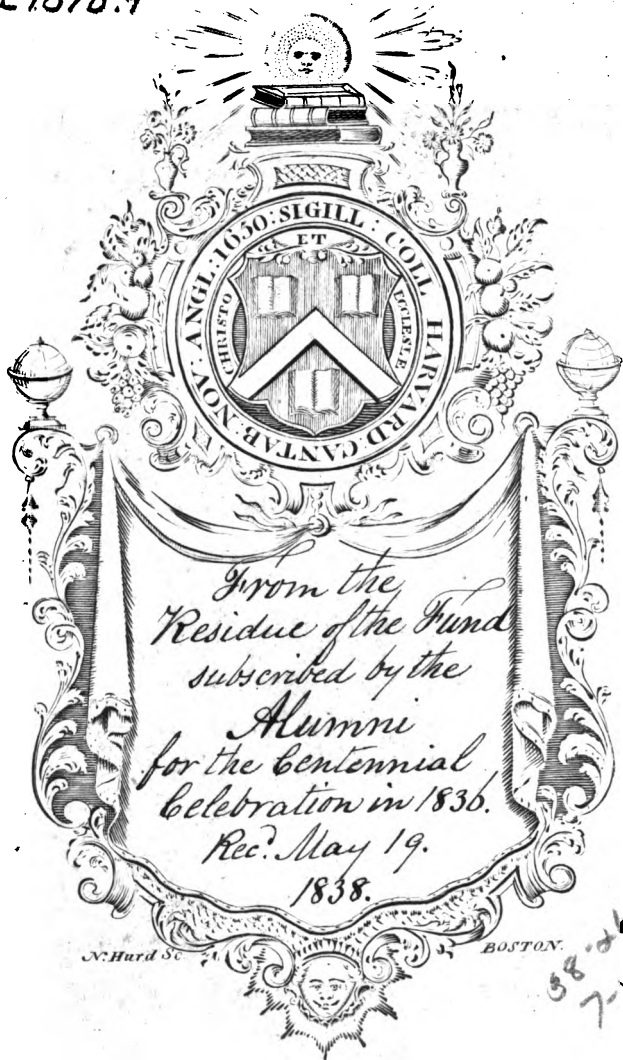 SIGILL: COLL HARVARD: CANTAB: NOV: ANGL: 1650:
CHRISTO ET ECCLESIÆ
From the
Residue of the Fund
subscribed by the
Alumni
for the Centennial
Celebration in 1836.
Rec.d May 19.
1838.
N. Hurd Sc.
BOSTON.